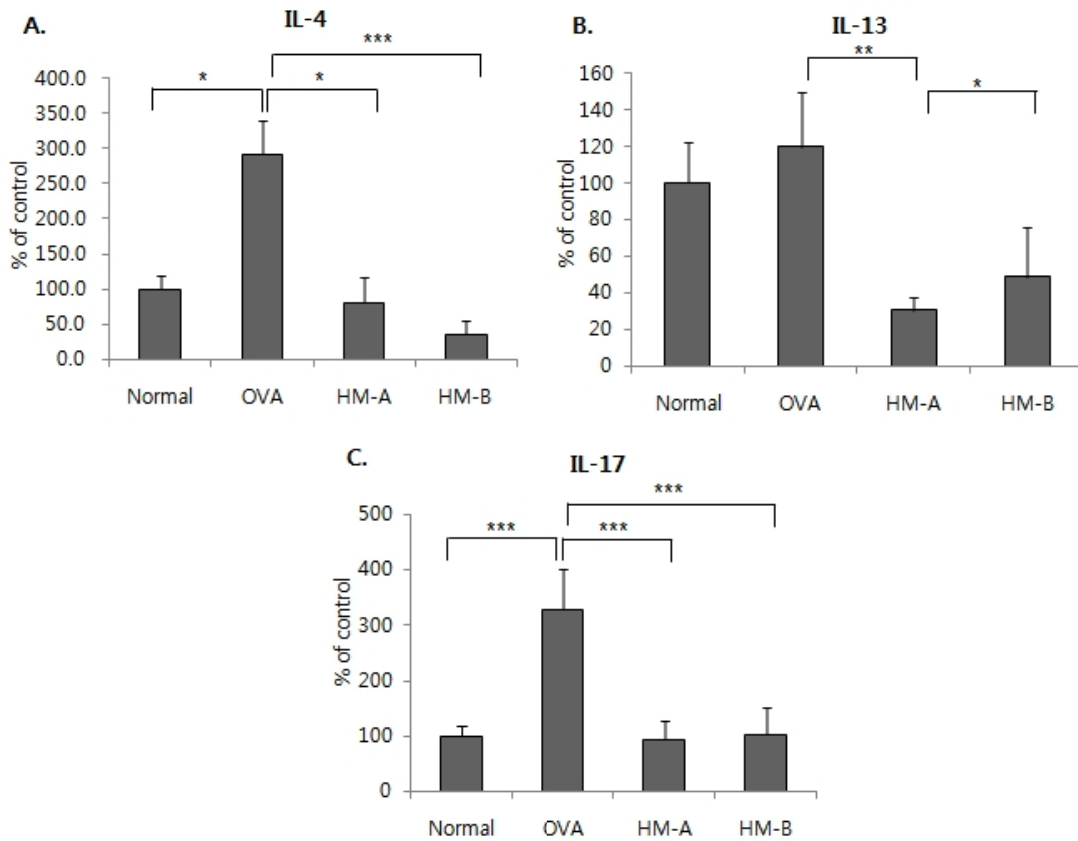 A.
IL-4
***
*
*
400.0
350.0
300.0
250.0
200.0
150.0
100.0
50.0
0.0
% of control
Normal OVA HM-A HM-B
B.
IL-13
**
*
160
140
120
100
80
60
40
20
0
% of control
Normal OVA HM-A HM-B
C.
IL-17
***
***
***
500
400
300
200
100
0
% of control
Normal OVA HM-A HM-B